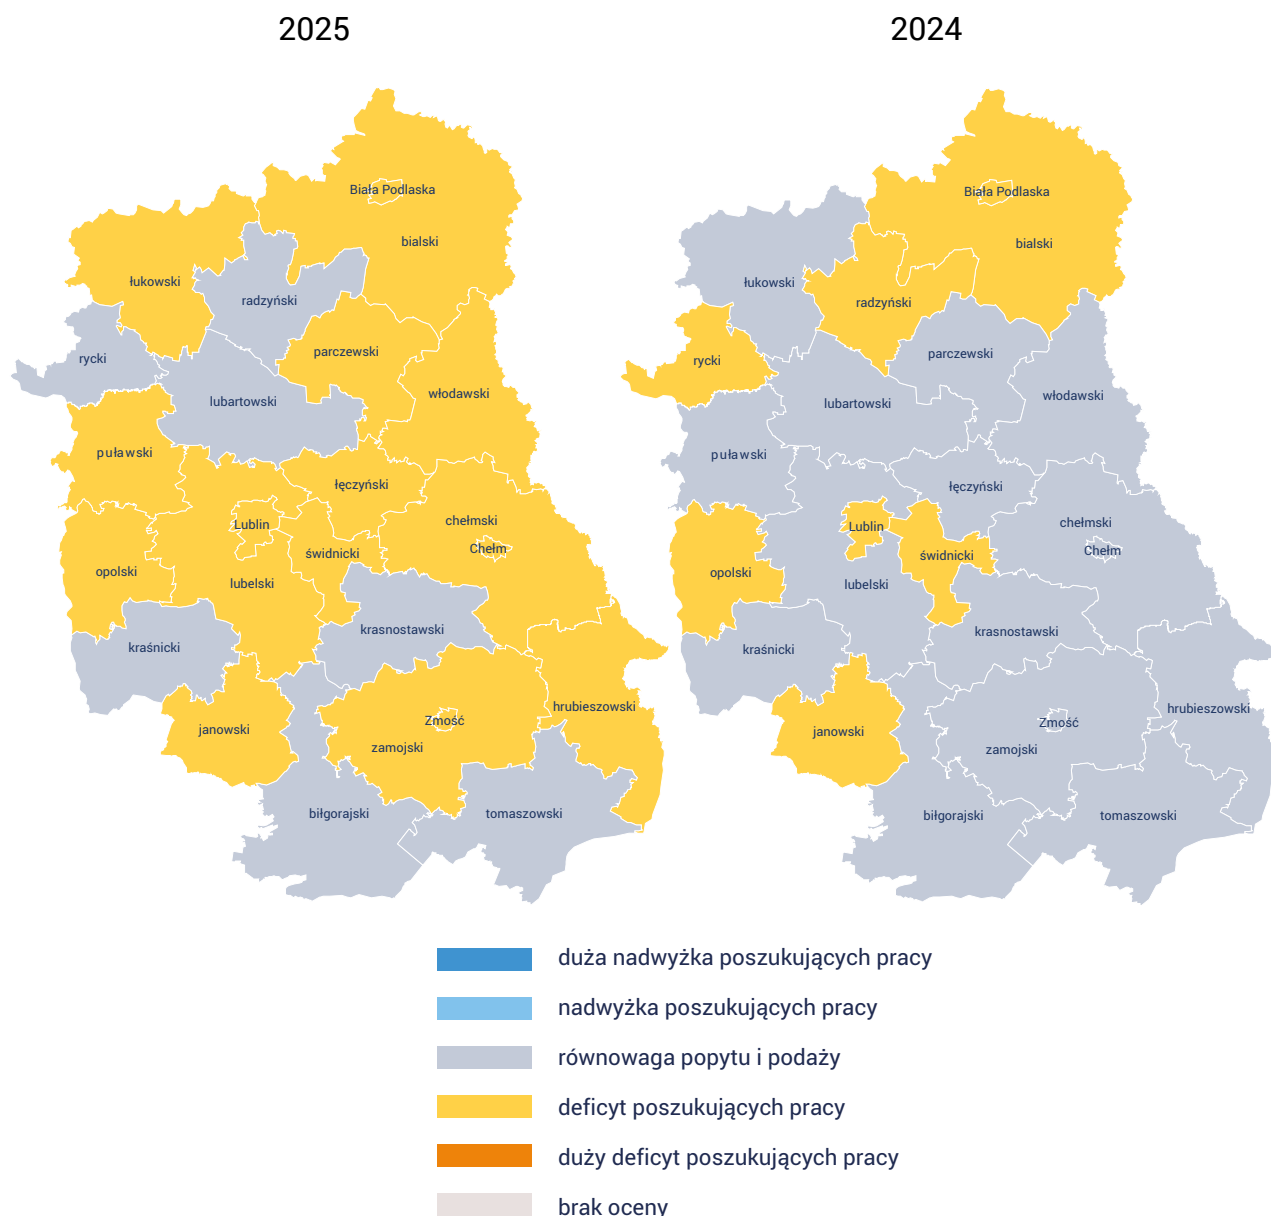 2025
2024
Biała Podlaska
bialski
łukowski
radzyński
rycki
parczewski
włodawski
lubartowski
puławski
łęczyński
chełmski
Lublin
Chełm
świdnicki
opolski
lubelski
krasnostawski
kraśnicki
hrubieszowski
Zmość
janowski
zamojski
biłgorajski
tomaszowski
Biała Podlaska
bialski
łukowski
radzyński
rycki
parczewski
włodawski
lubartowski
puławski
łęczyński
chełmski
Lublin
Chełm
świdnicki
opolski
lubelski
krasnostawski
kraśnicki
hrubieszowski
Zmość
janowski
zamojski
biłgorajski
tomaszowski
duża nadwyżka poszukujących pracy
nadwyżka poszukujących pracy
równowaga popytu i podaży
deficyt poszukujących pracy
duży deficyt poszukujących pracy
brak oceny